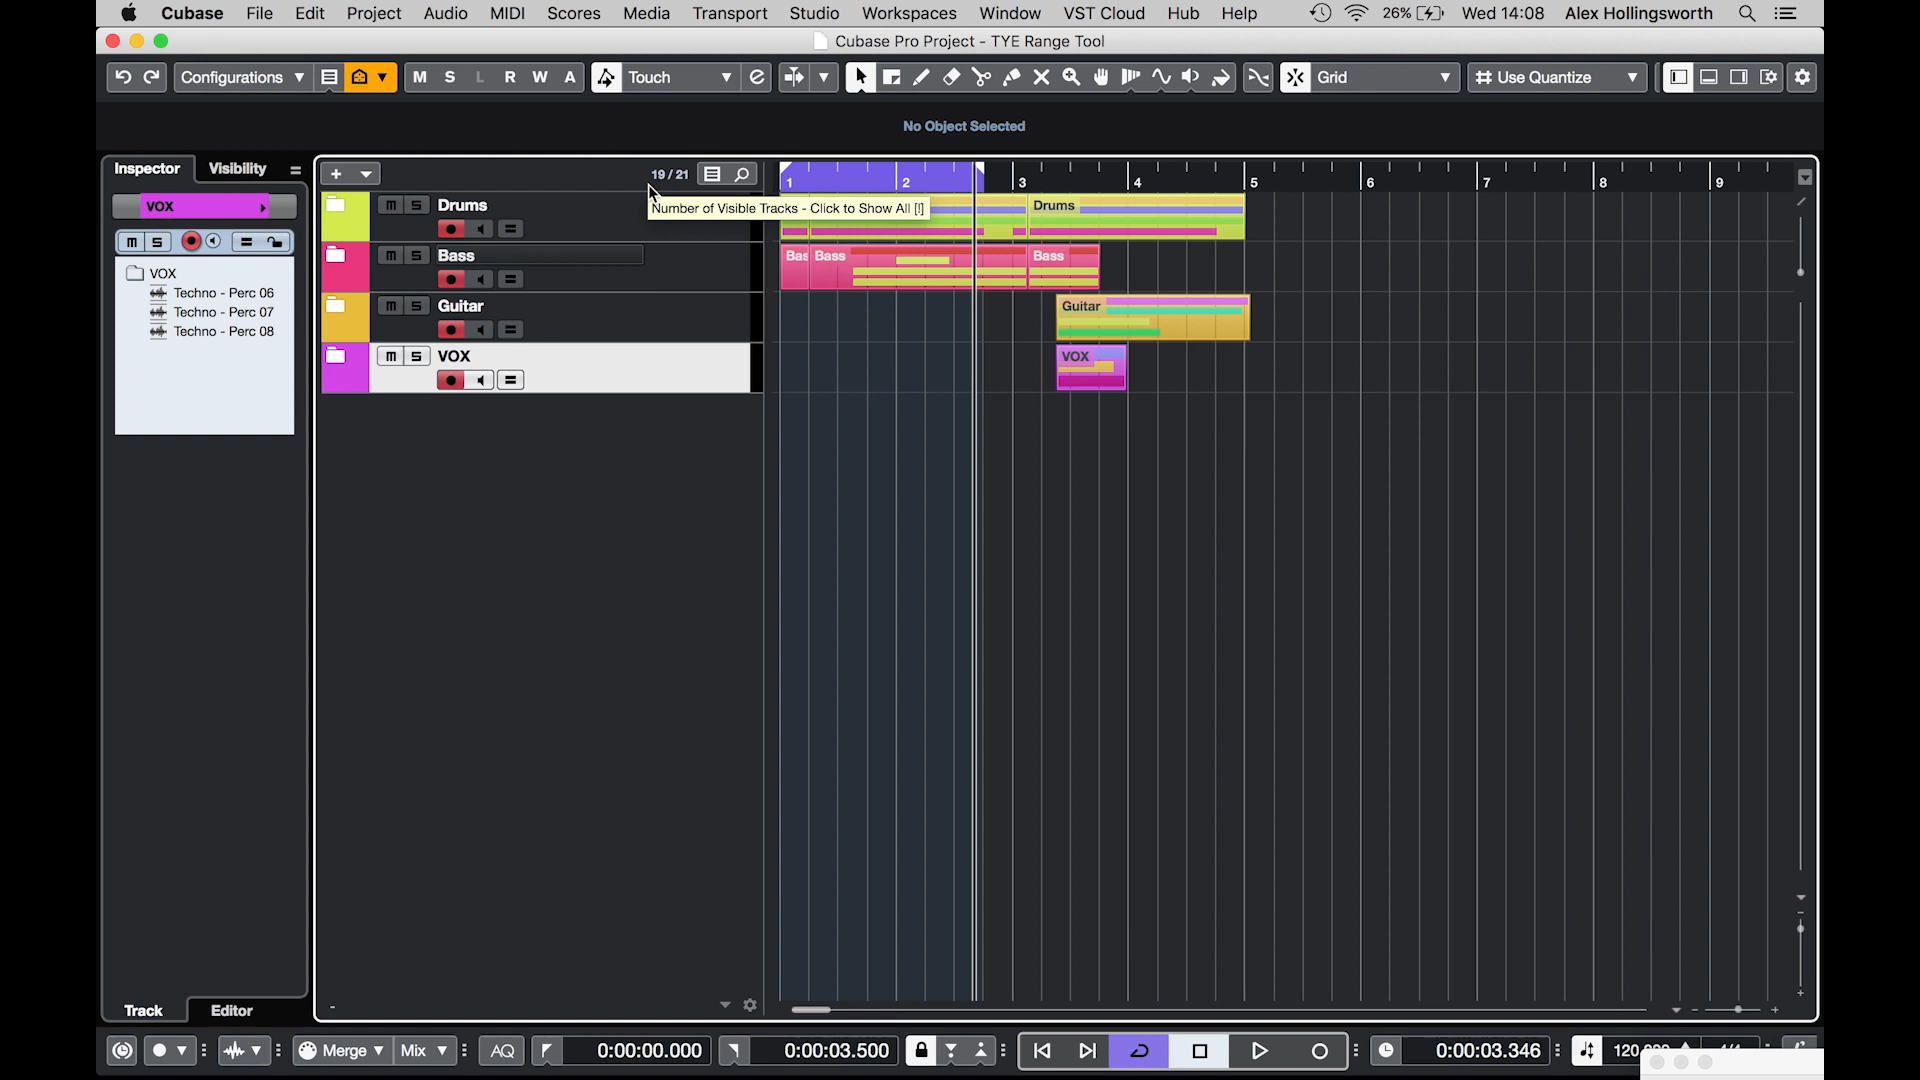 Cubase File Edit Project Audio MIDI Scores Media Transport Studio Workspaces Window VST Cloud Hub Help 26% Wed 14:08 Alex Hollingsworth
Cubase Pro Project - TYE Range Tool
Configurations M S L R W A Touch Grid Use Quantize
No Object Selected
Inspector Visibility
19 / 21
1 2 3 4 5 6 7 8 9
VOX
m S
VOX
Techno - Perc 06
Techno - Perc 07
Techno - Perc 08
m S Drums
Number of Visible Tracks - Click to Show All [!]
Drums
m S Bass
Bas Bass Bass
m S Guitar
Guitar
m S VOX
VOX
Track Editor
Merge Mix AQ 0:00:00.000 0:00:03.500 0:00:03.346